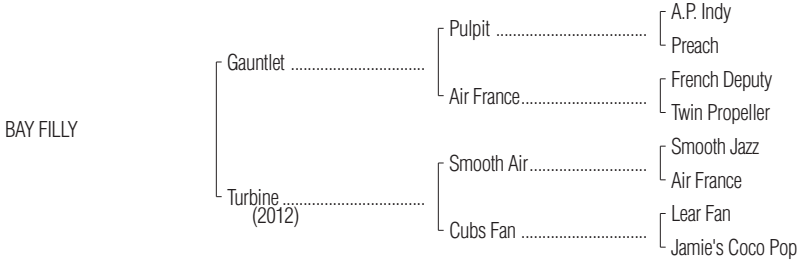 A.P. Indy
Pulpit ....................................
Preach
Gauntlet ................................
French Deputy
Air France..............................
Twin Propeller
BAY FILLY
Smooth Jazz
Smooth Air............................
Air France
Turbine ..................................
(2012)
Lear Fan
Cubs Fan ..............................
Jamie's Coco Pop